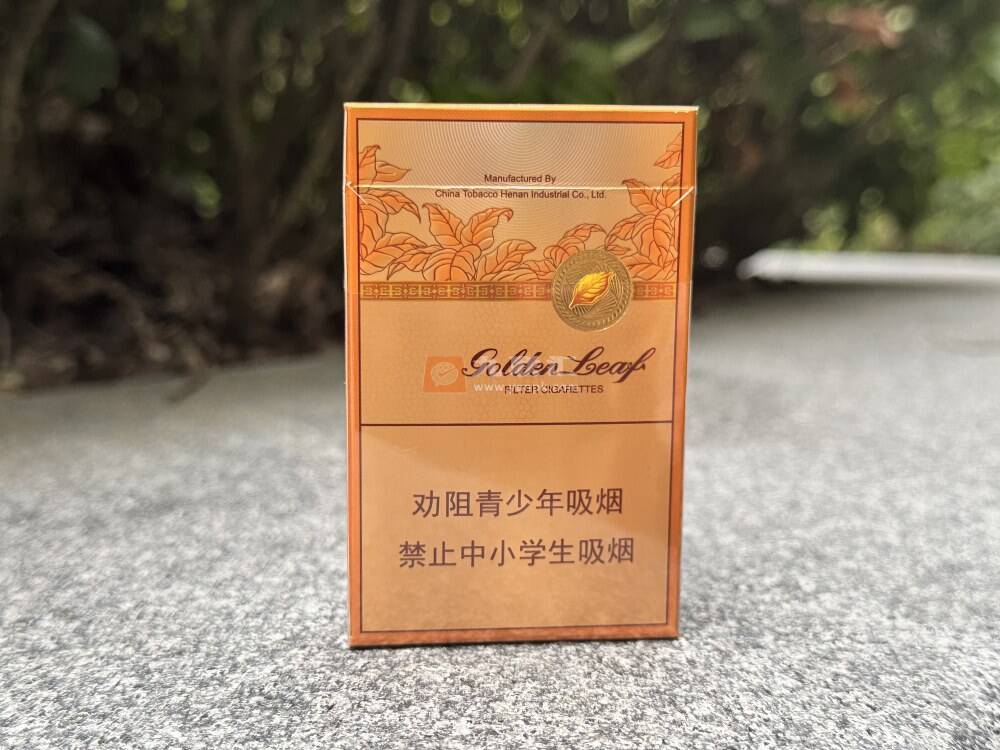 Manufactured By
China Tobacco Henan Industrial Co., Ltd.
Golden Leaf
FILTER CIGARETTES
劝阻青少年吸烟
禁止中小学生吸烟